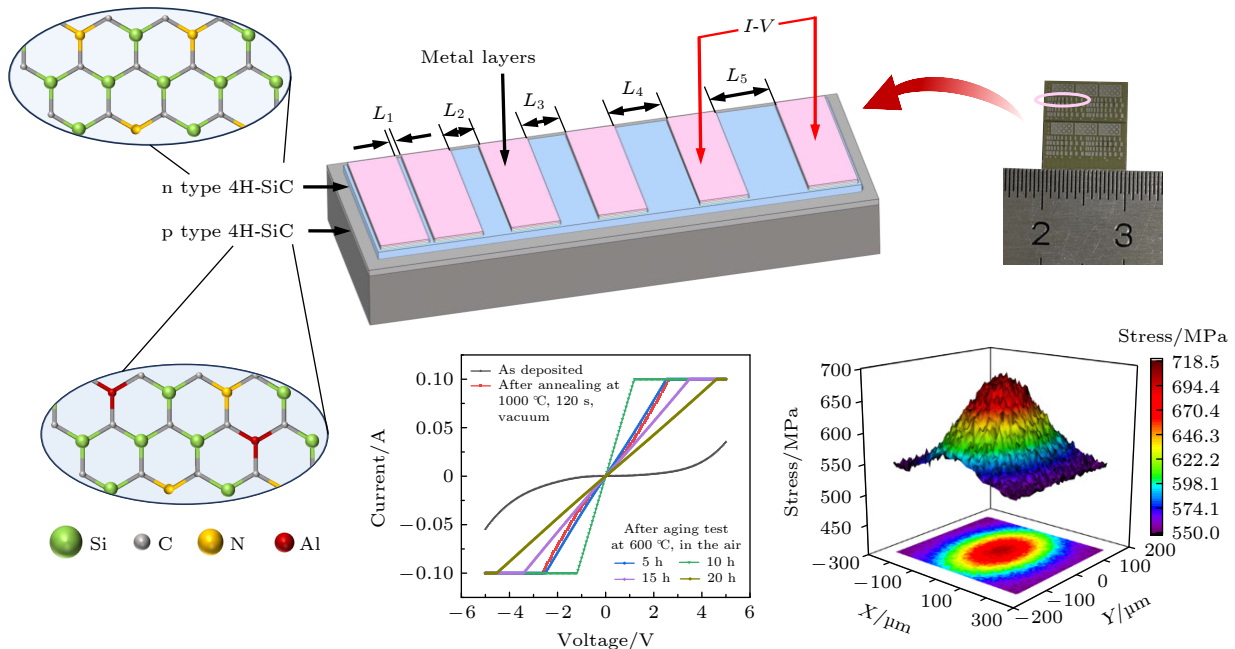 I-V
Metal layers
L1
L2
L3
L4
L5
n type 4H-SiC
p type 4H-SiC
2
3
Si
C
N
Al
As deposited
After annealing at
1000 ℃, 120 s,
vacuum
After aging test
at 600 ℃, in the air
5 h
10 h
15 h
20 h
Current/A
0.10
0.05
0
−0.05
−0.10
−6
−4
−2
0
2
4
6
Voltage/V
Stress/MPa
718.5
694.4
670.4
646.3
622.2
598.1
574.1
550.0
Stress/MPa
700
650
600
550
500
450
−300
−100
100
300
X/μm
−200
−100
0
100
200
Y/μm